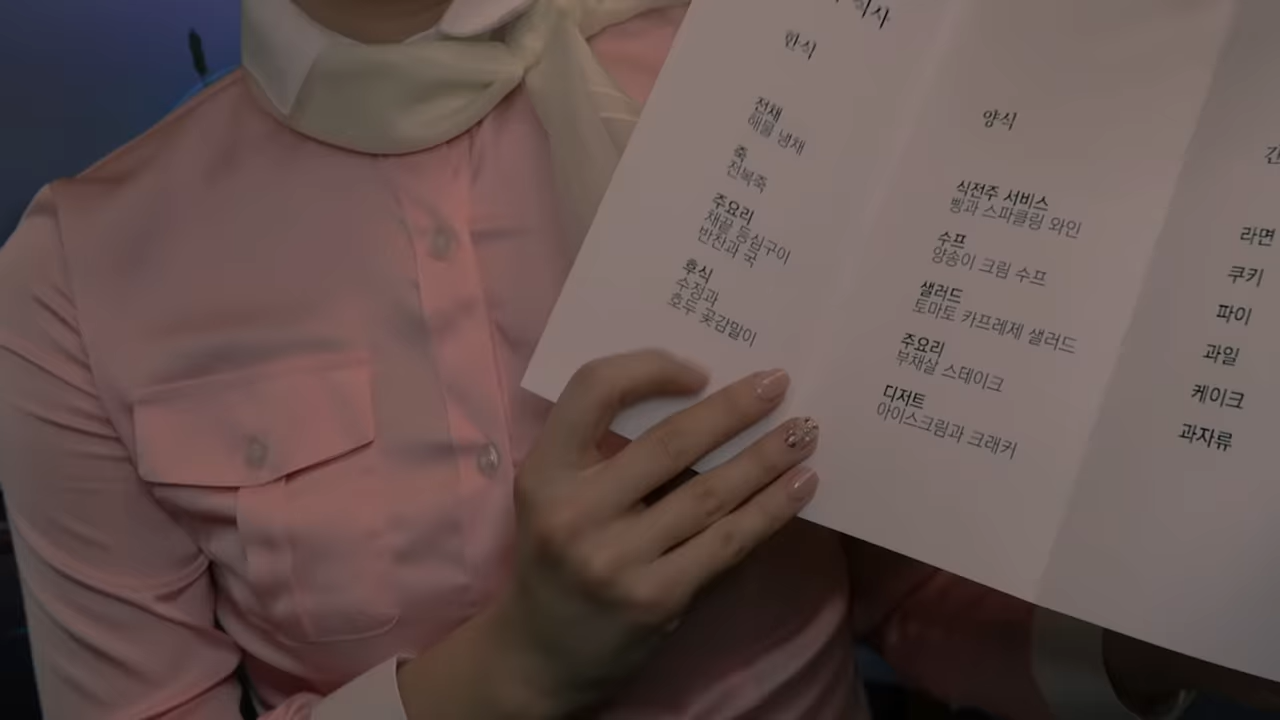 식사
한식
전채
해물 냉채
죽
전복죽
주요리
채끝 등심구이
반찬과 국
후식
수정과
호두 곶감말이
양식
식전주 서비스
빵과 스파클링 와인
수프
양송이 크림 수프
샐러드
토마토 카프레제 샐러드
주요리
부채살 스테이크
디저트
아이스크림과 크래커
라면
쿠키
파이
과일
케이크
과자류